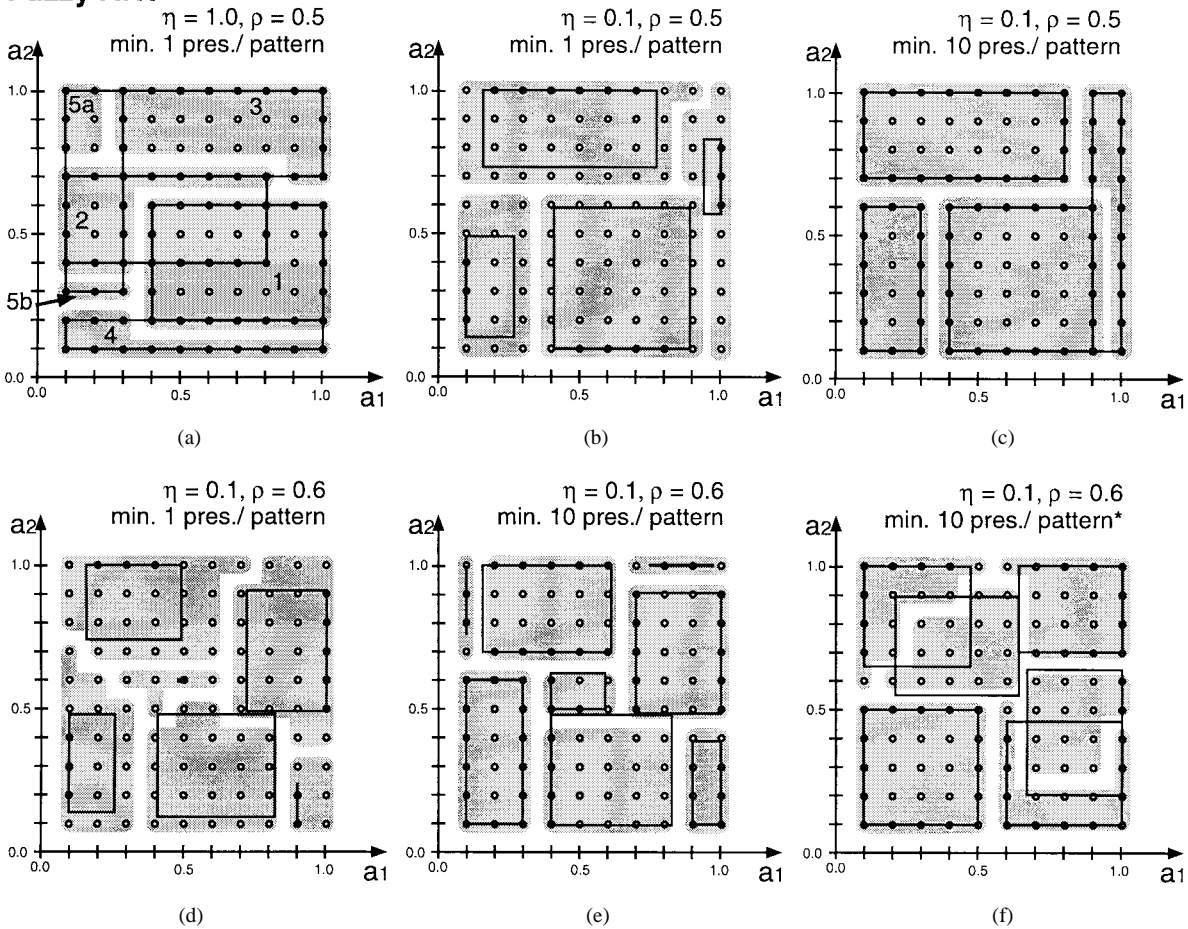 η = 1.0, ρ = 0.5
min. 1 pres./ pattern
a2
1.0
0.5
0.0
5a
3
2
1
5b
4
0.0
0.5
1.0
a1
(a)
η = 0.1, ρ = 0.5
min. 1 pres./ pattern
a2
1.0
0.5
0.0
0.0
0.5
1.0
a1
(b)
η = 0.1, ρ = 0.5
min. 10 pres./ pattern
a2
1.0
0.5
0.0
0.0
0.5
1.0
a1
(c)
η = 0.1, ρ = 0.6
min. 1 pres./ pattern
a2
1.0
0.5
0.0
0.0
0.5
1.0
a1
(d)
η = 0.1, ρ = 0.6
min. 10 pres./ pattern
a2
1.0
0.5
0.0
0.0
0.5
1.0
a1
(e)
η = 0.1, ρ = 0.6
min. 10 pres./ pattern*
a2
1.0
0.5
0.0
0.0
0.5
1.0
a1
(f)